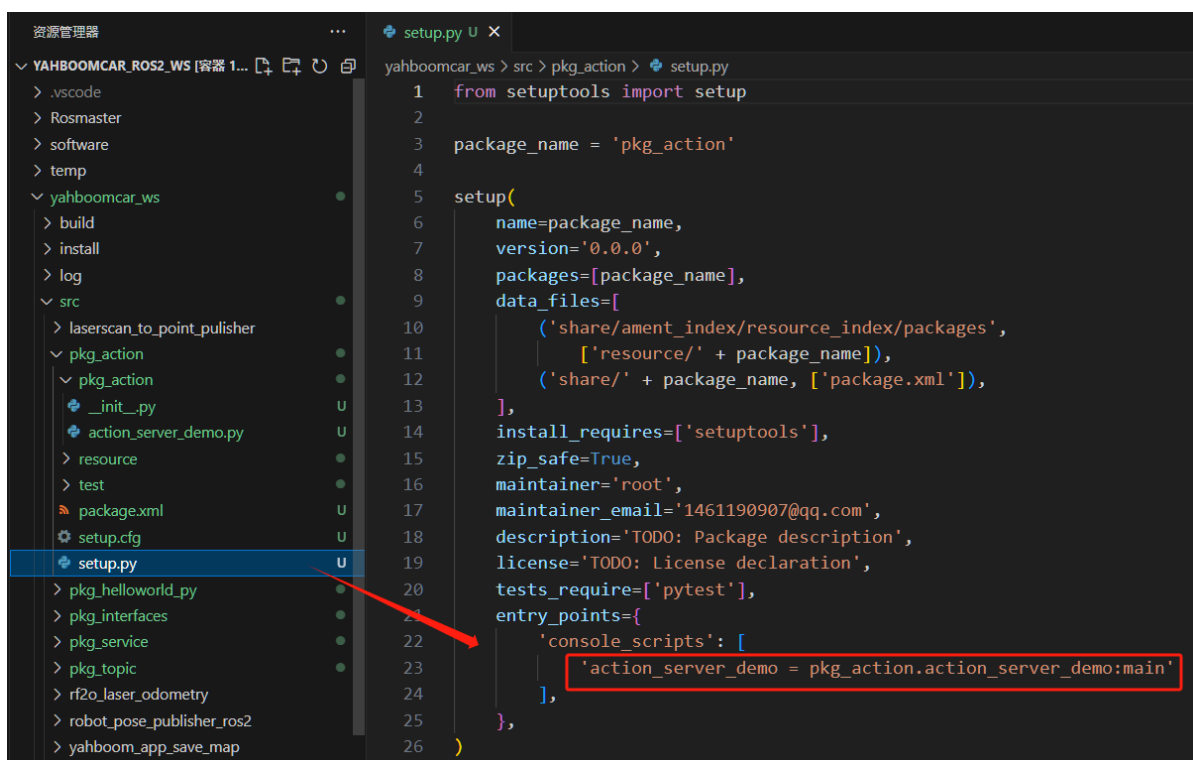 资源管理器
···
YAHBOOMCAR_ROS2_WS [容器 1...
.vscode
Rosmaster
software
temp
yahboomcar_ws
build
install
log
src
laserscan_to_point_pulisher
pkg_action
pkg_action
__init__.py U
action_server_demo.py U
resource
test
package.xml U
setup.cfg U
setup.py U
pkg_helloworld_py
pkg_interfaces
pkg_service
pkg_topic
rf2o_laser_odometry
robot_pose_publisher_ros2
yahboom_app_save_map
setup.py U
yahboomcar_ws > src > pkg_action > setup.py
1 from setuptools import setup
2
3 package_name = 'pkg_action'
4
5 setup(
6 name=package_name,
7 version='0.0.0',
8 packages=[package_name],
9 data_files=[
10 ('share/ament_index/resource_index/packages',
11 ['resource/' + package_name]),
12 ('share/' + package_name, ['package.xml']),
13 ],
14 install_requires=['setuptools'],
15 zip_safe=True,
16 maintainer='root',
17 maintainer_email='1461190907@qq.com',
18 description='TODO: Package description',
19 license='TODO: License declaration',
20 tests_require=['pytest'],
21 entry_points={
22 'console_scripts': [
23 'action_server_demo = pkg_action.action_server_demo:main'
24 ],
25 },
26 )